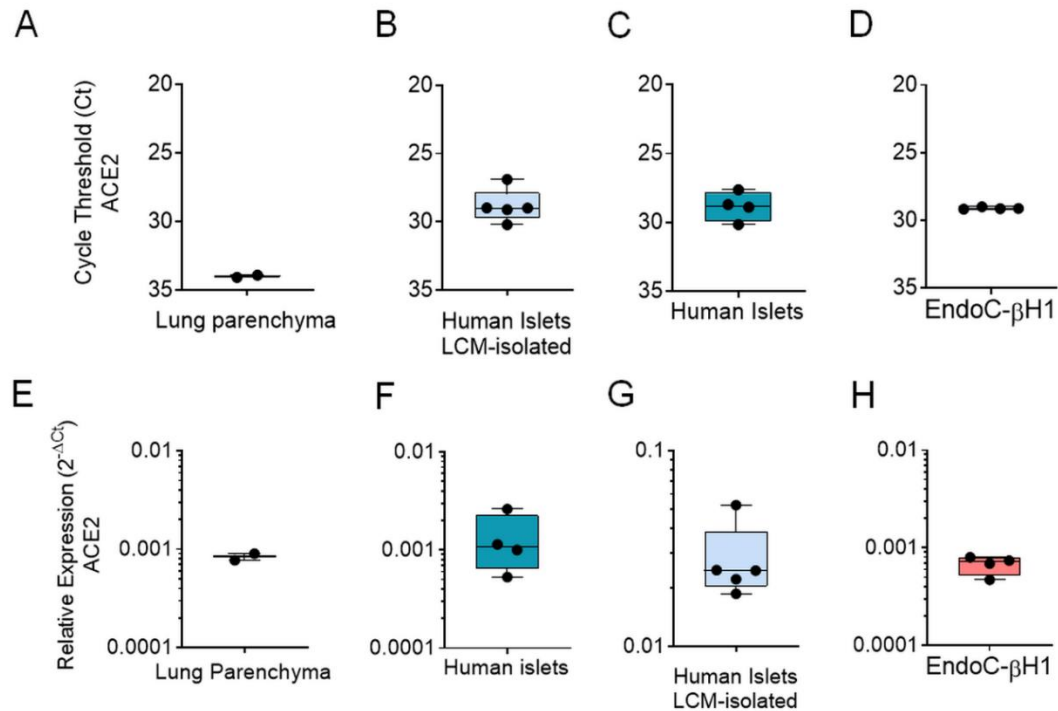 A
B
C
D
Cycle Threshold (Ct)
ACE2
20
25
30
35
Lung parenchyma
20
25
30
35
Human Islets
LCM-isolated
20
25
30
35
Human Islets
20
25
30
35
EndoC-βH1
E
F
G
H
Relative Expression (2^-ΔCt)
ACE2
0.01
0.001
0.0001
Lung Parenchyma
0.01
0.001
0.0001
Human islets
0.1
0.01
Human Islets
LCM-isolated
0.01
0.001
0.0001
EndoC-βH1